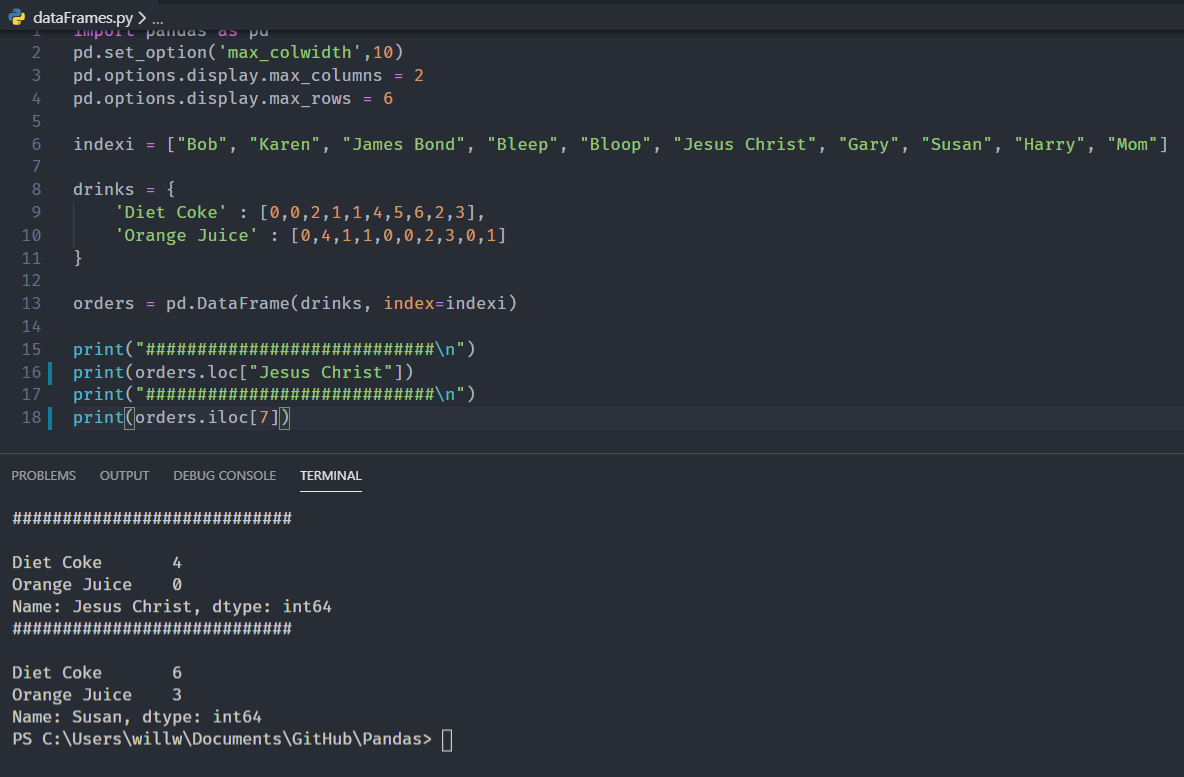 dataFrames.py > ...
1 import pandas as pd
2 pd.set_option('max_colwidth',10)
3 pd.options.display.max_columns = 2
4 pd.options.display.max_rows = 6
5
6 indexi = ["Bob", "Karen", "James Bond", "Bleep", "Bloop", "Jesus Christ", "Gary", "Susan", "Harry", "Mom"]
7
8 drinks = {
9     'Diet Coke' : [0,0,2,1,1,4,5,6,2,3],
10     'Orange Juice' : [0,4,1,1,0,0,2,3,0,1]
11 }
12
13 orders = pd.DataFrame(drinks, index=indexi)
14
15 print("############################\n")
16 print(orders.loc["Jesus Christ"])
17 print("############################\n")
18 print(orders.iloc[7])
PROBLEMS OUTPUT DEBUG CONSOLE TERMINAL
############################
Diet Coke       4
Orange Juice    0
Name: Jesus Christ, dtype: int64
############################
Diet Coke       6
Orange Juice    3
Name: Susan, dtype: int64
PS C:\Users\willw\Documents\GitHub\Pandas>